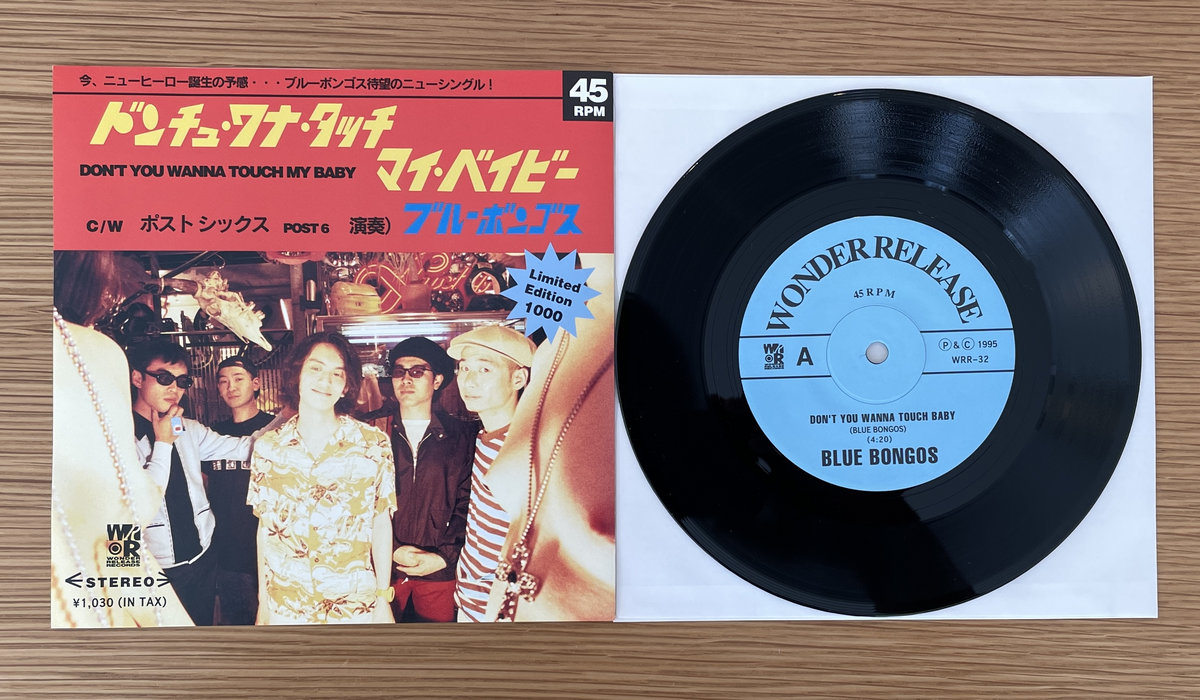 今、ニューヒーロー誕生の予感・・・ブルーボンゴス待望のニューシングル!
45
RPM
ドンチュ・ワナ・タッチ
マイ・ベイビー
DON'T YOU WANNA TOUCH MY BABY
C/W ポストシックス POST 6 演奏) ブルーボンゴス
Limited
Edition
1000
WR
WONDER
RELEASE
RECORDS
STEREO
¥1,030 (IN TAX)
WONDER RELEASE
45 RPM
A
Ⓟ & Ⓒ 1995
WRR-32
DON'T YOU WANNA TOUCH BABY
(BLUE BONGOS)
(4:20)
BLUE BONGOS